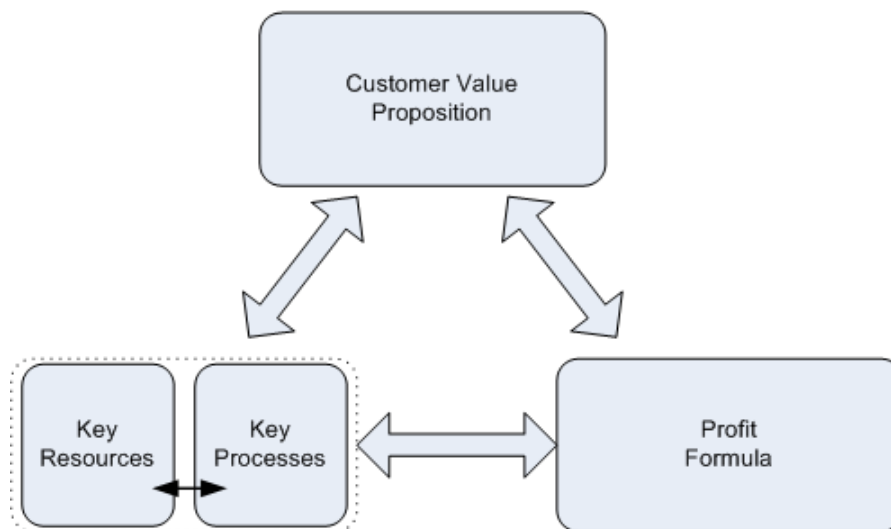 Customer Value
Proposition
Key
Resources
Key
Processes
Profit
Formula